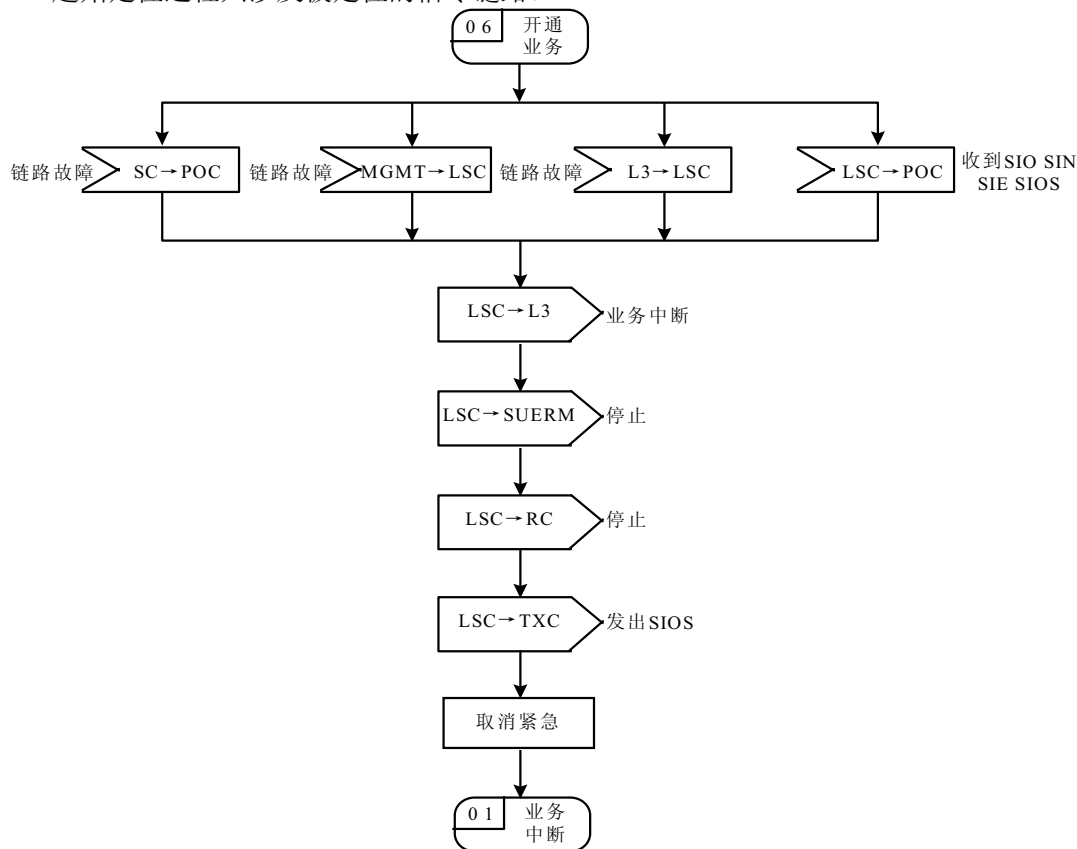 06 开通
业务
链路故障 SC→POC
链路故障 MGMT→LSC
链路故障 L3→LSC
LSC→POC 收到SIO SIN
SIE SIOS
LSC→L3 业务中断
LSC→SUERM 停止
LSC→RC 停止
LSC→TXC 发出SIOS
取消紧急
01 业务
中断